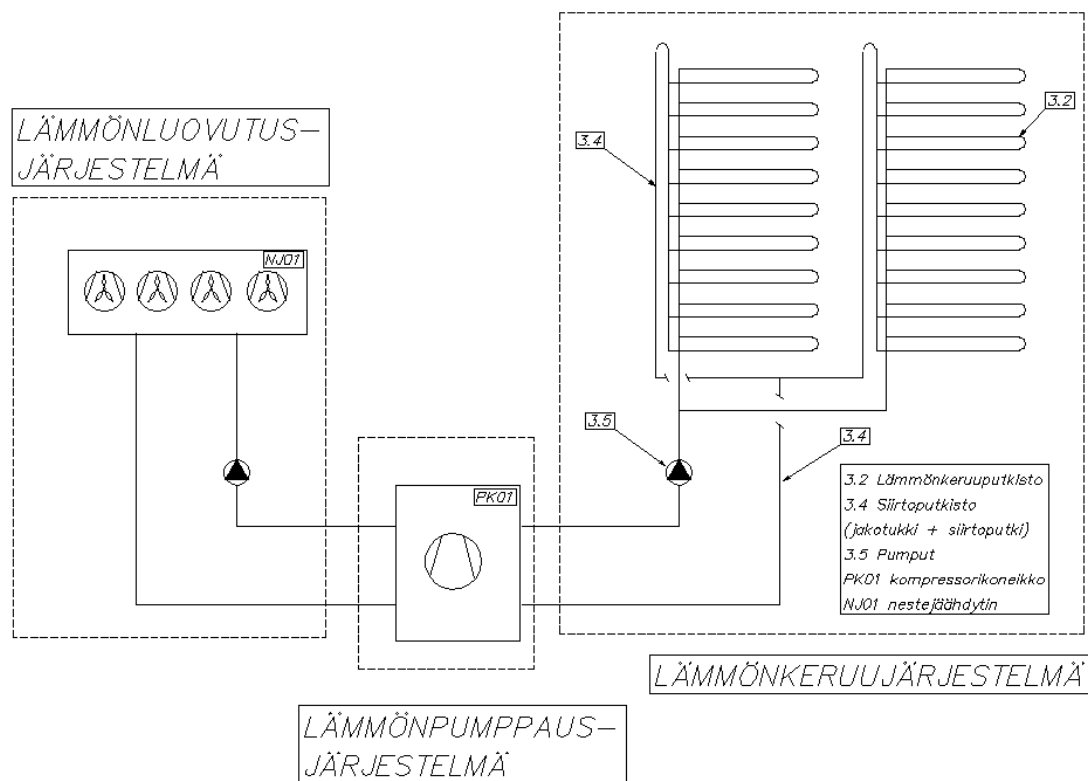 LÄMMÖNLUOVUTUS-
JÄRJESTELMÄ
NJ01
3.4
3.2
3.5
3.4
PK01
3.2 Lämmönkeruuputkisto
3.4 Siirtoputkisto
(jakotukki + siirtoputki)
3.5 Pumput
PK01 kompressorikoneikko
NJ01 nestejäähdytin
LÄMMÖNKERUUJÄRJESTELMÄ
LÄMMÖNPUMPPAUS-
JÄRJESTELMÄ